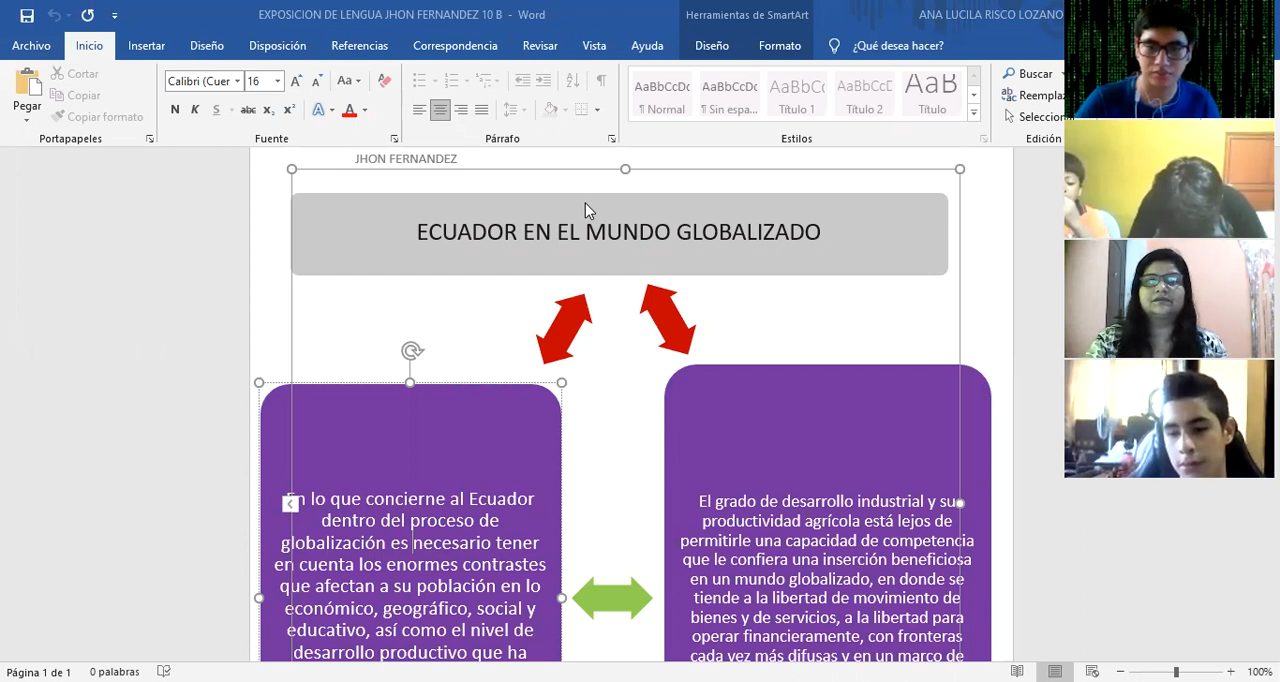 EXPOSICION DE LENGUA JHON FERNANDEZ 10 B - Word
Herramientas de SmartArt
ANA LUCILA RISCO LOZANO
Archivo Inicio Insertar Diseño Disposición Referencias Correspondencia Revisar Vista Ayuda Diseño Formato ¿Qué desea hacer?
Pegar
Cortar
Copiar
Copiar formato
Portapapeles
Calibri (Cuer 16
Aa
N K S abc x₂ x²
A A
Fuente
Párrafo
AaBbCcDc AaBbCcDc AaBbCc AaBbCcD AaB
¶ Normal ¶ Sin espa... Título 1 Título 2 Título
Estilos
Buscar
Reempla
Seleccion
Edición
JHON FERNANDEZ
ECUADOR EN EL MUNDO GLOBALIZADO
En lo que concierne al Ecuador
dentro del proceso de
globalización es necesario tener
en cuenta los enormes contrastes
que afectan a su población en lo
económico, geográfico, social y
educativo, así como el nivel de
desarrollo productivo que ha
El grado de desarrollo industrial y su
productividad agrícola está lejos de
permitirle una capacidad de competencia
que le confiera una inserción beneficiosa
en un mundo globalizado, en donde se
tiende a la libertad de movimiento de
bienes y de servicios, a la libertad para
operar financieramente, con fronteras
cada vez más difusas y en un marco de
Página 1 de 1 0 palabras
100%